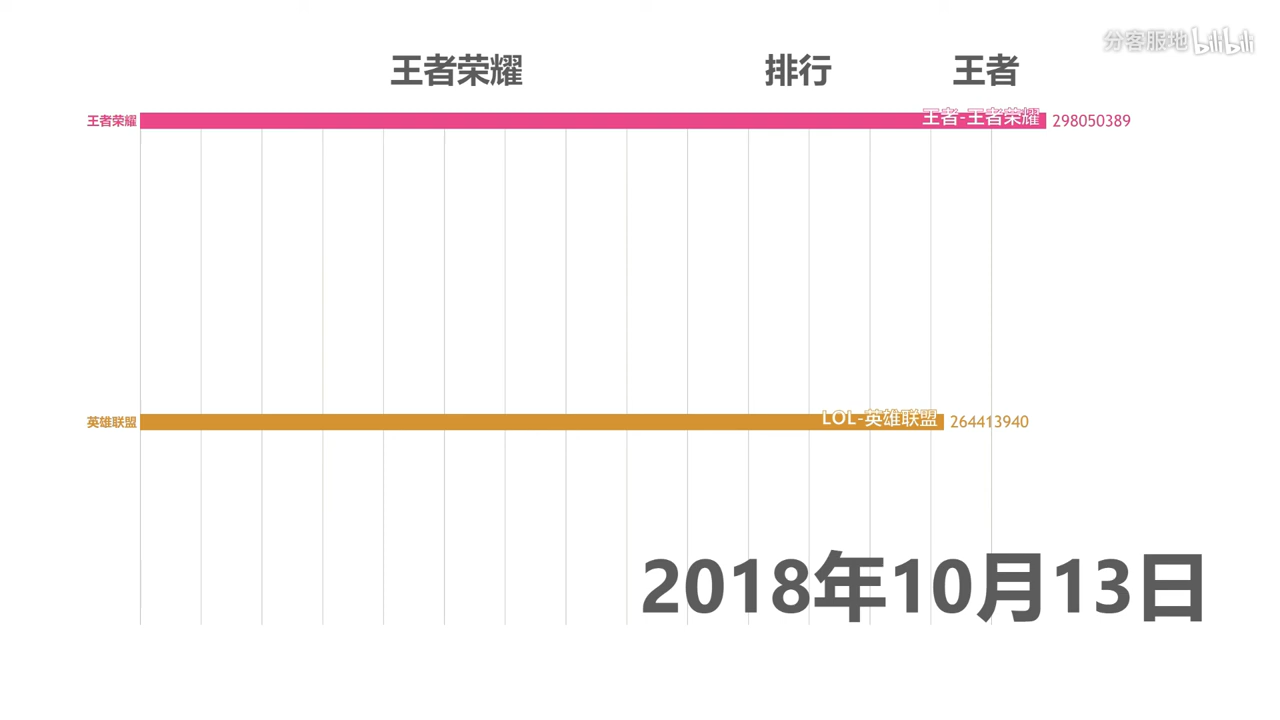 分客服地 bilibili
王者荣耀 排行 王者
王者荣耀 王者-王者荣耀 298050389
英雄联盟 LOL-英雄联盟 264413940
2018年10月13日